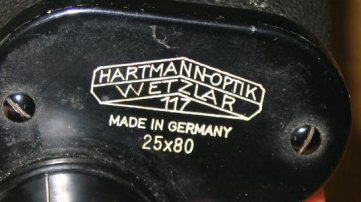 HARTMANN-OPTIK
WETZLAR
117
MADE IN GERMANY
25x80